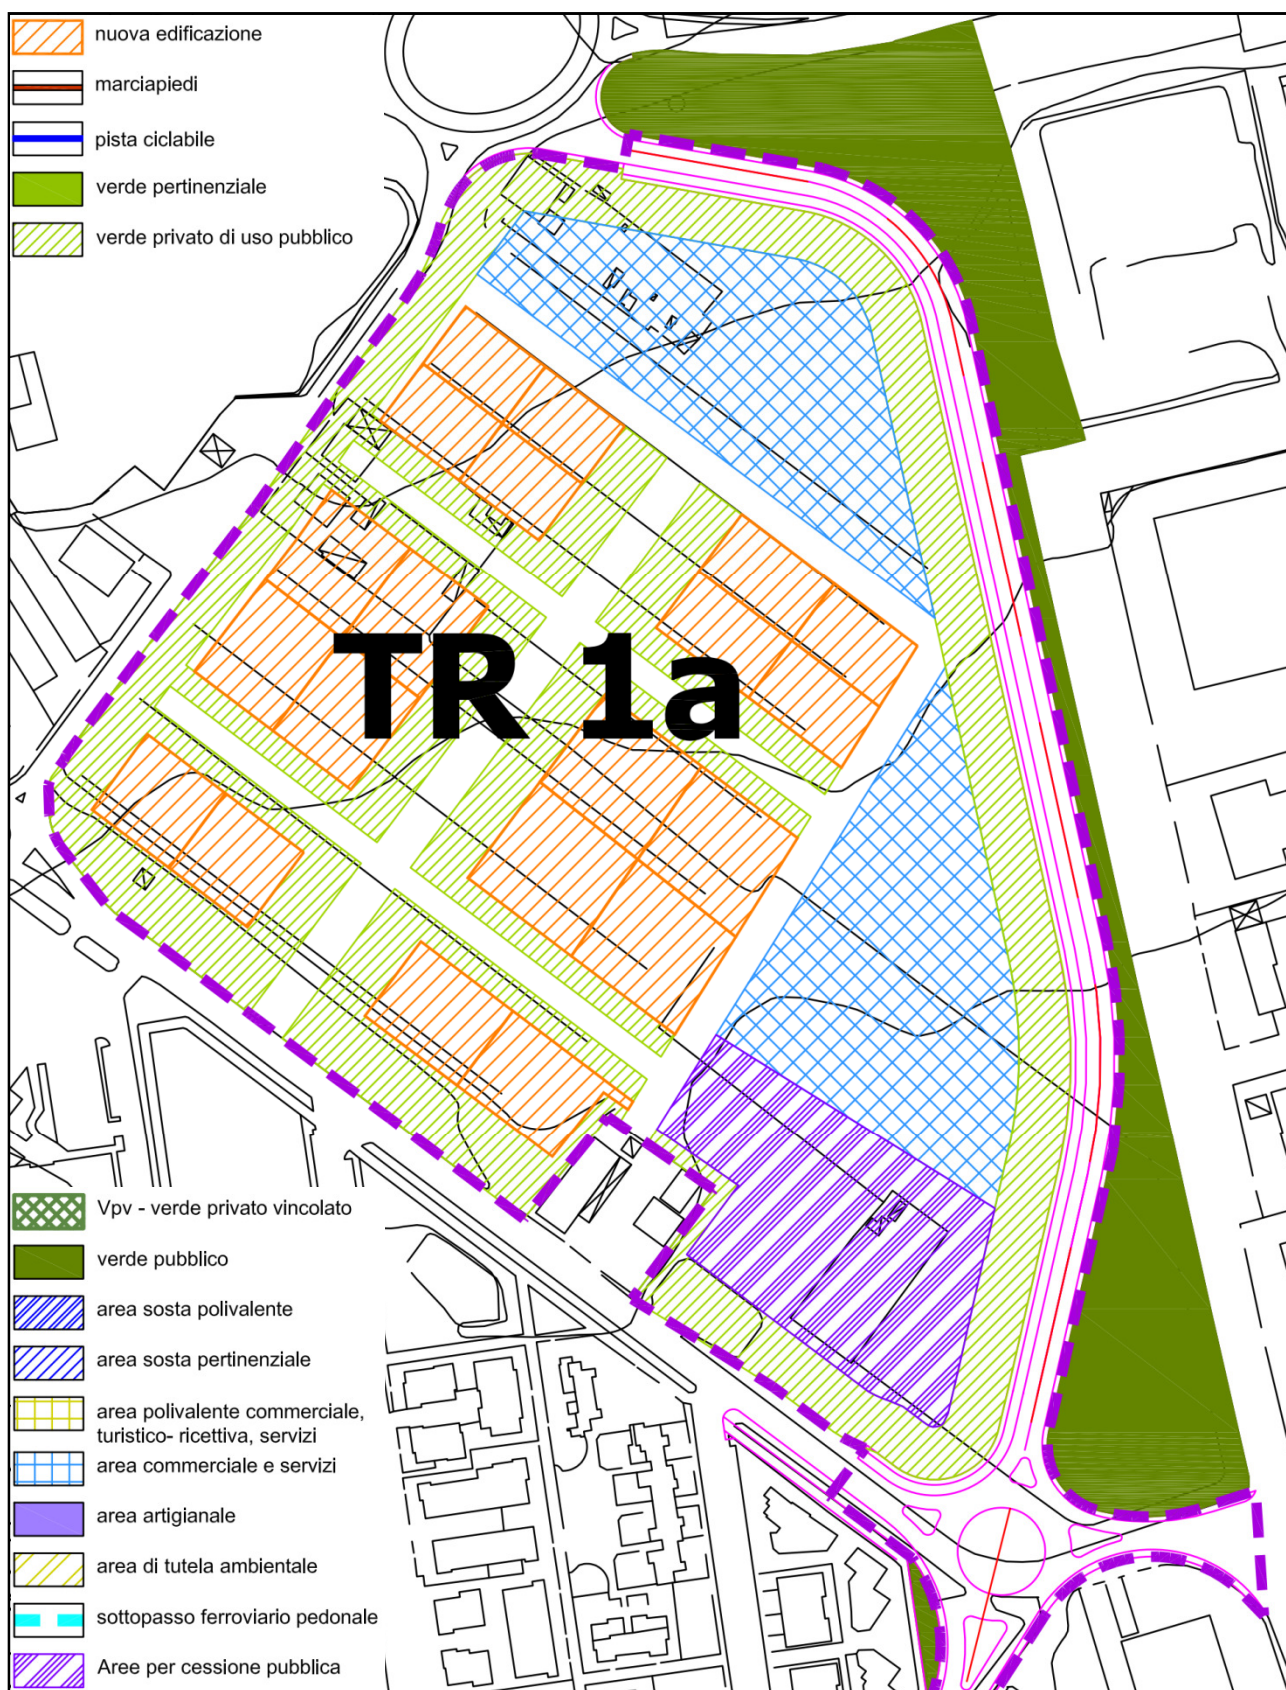 nuova edificazione
marciapiedi
pista ciclabile
verde pertinenziale
verde privato di uso pubblico
TR 1a
Vpv - verde privato vincolato
verde pubblico
area sosta polivalente
area sosta pertinenziale
area polivalente commerciale,
turistico- ricettiva, servizi
area commerciale e servizi
area artigianale
area di tutela ambientale
sottopasso ferroviario pedonale
Aree per cessione pubblica